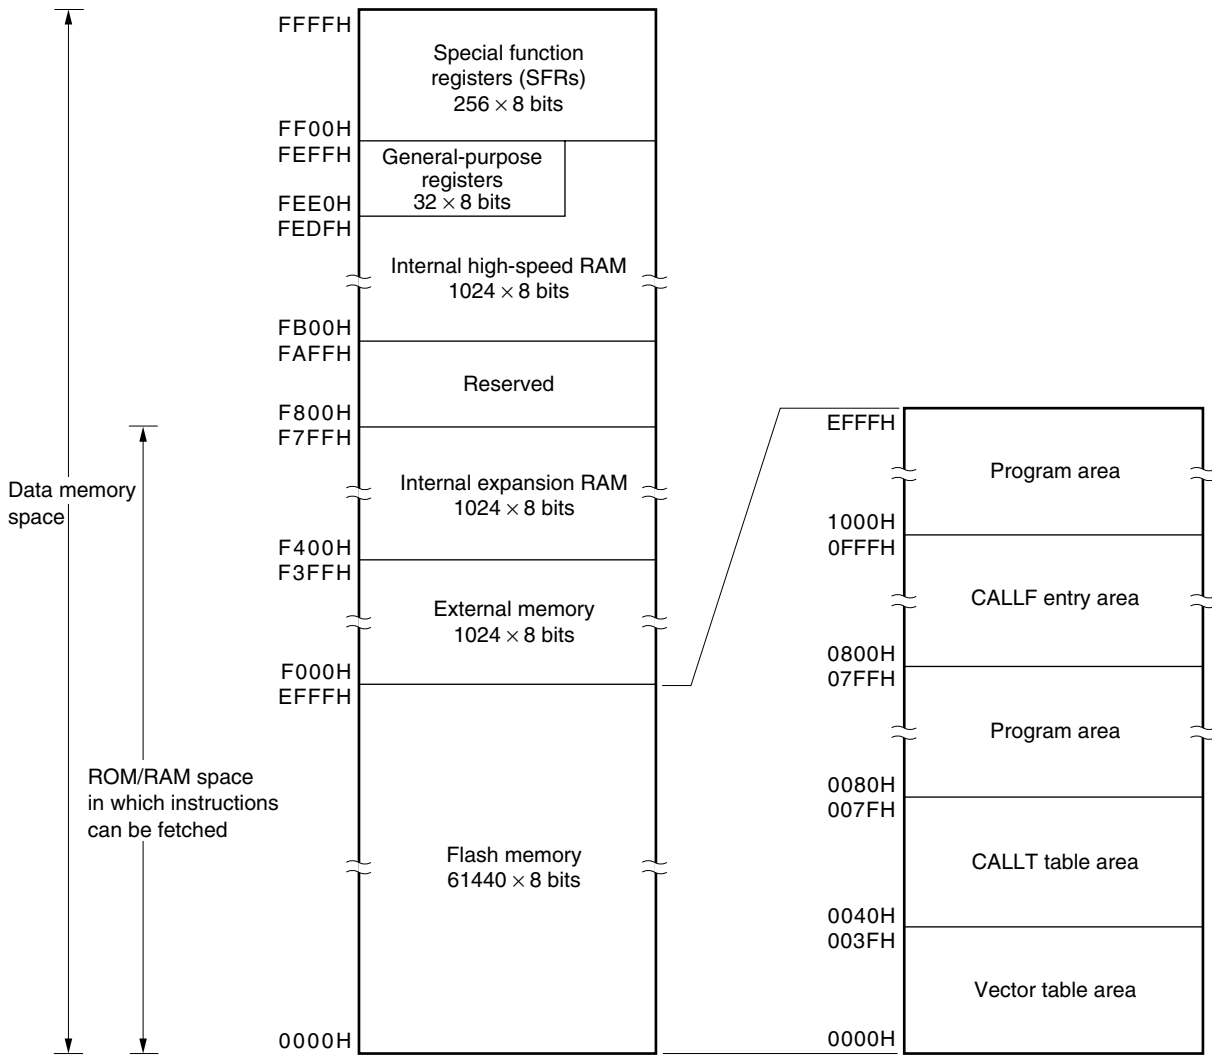 FFFFH
Special function
registers (SFRs)
256 × 8 bits
FF00H
FEFFH
General-purpose
registers
32 × 8 bits
FEE0H
FEDFH
Internal high-speed RAM
1024 × 8 bits
FB00H
FAFFH
Reserved
F800H
F7FFH
Data memory
space
Internal expansion RAM
1024 × 8 bits
F400H
F3FFH
External memory
1024 × 8 bits
F000H
EFFFH
ROM/RAM space
in which instructions
can be fetched
Flash memory
61440 × 8 bits
0000H
EFFFH
Program area
1000H
0FFFH
CALLF entry area
0800H
07FFH
Program area
0080H
007FH
CALLT table area
0040H
003FH
Vector table area
0000H